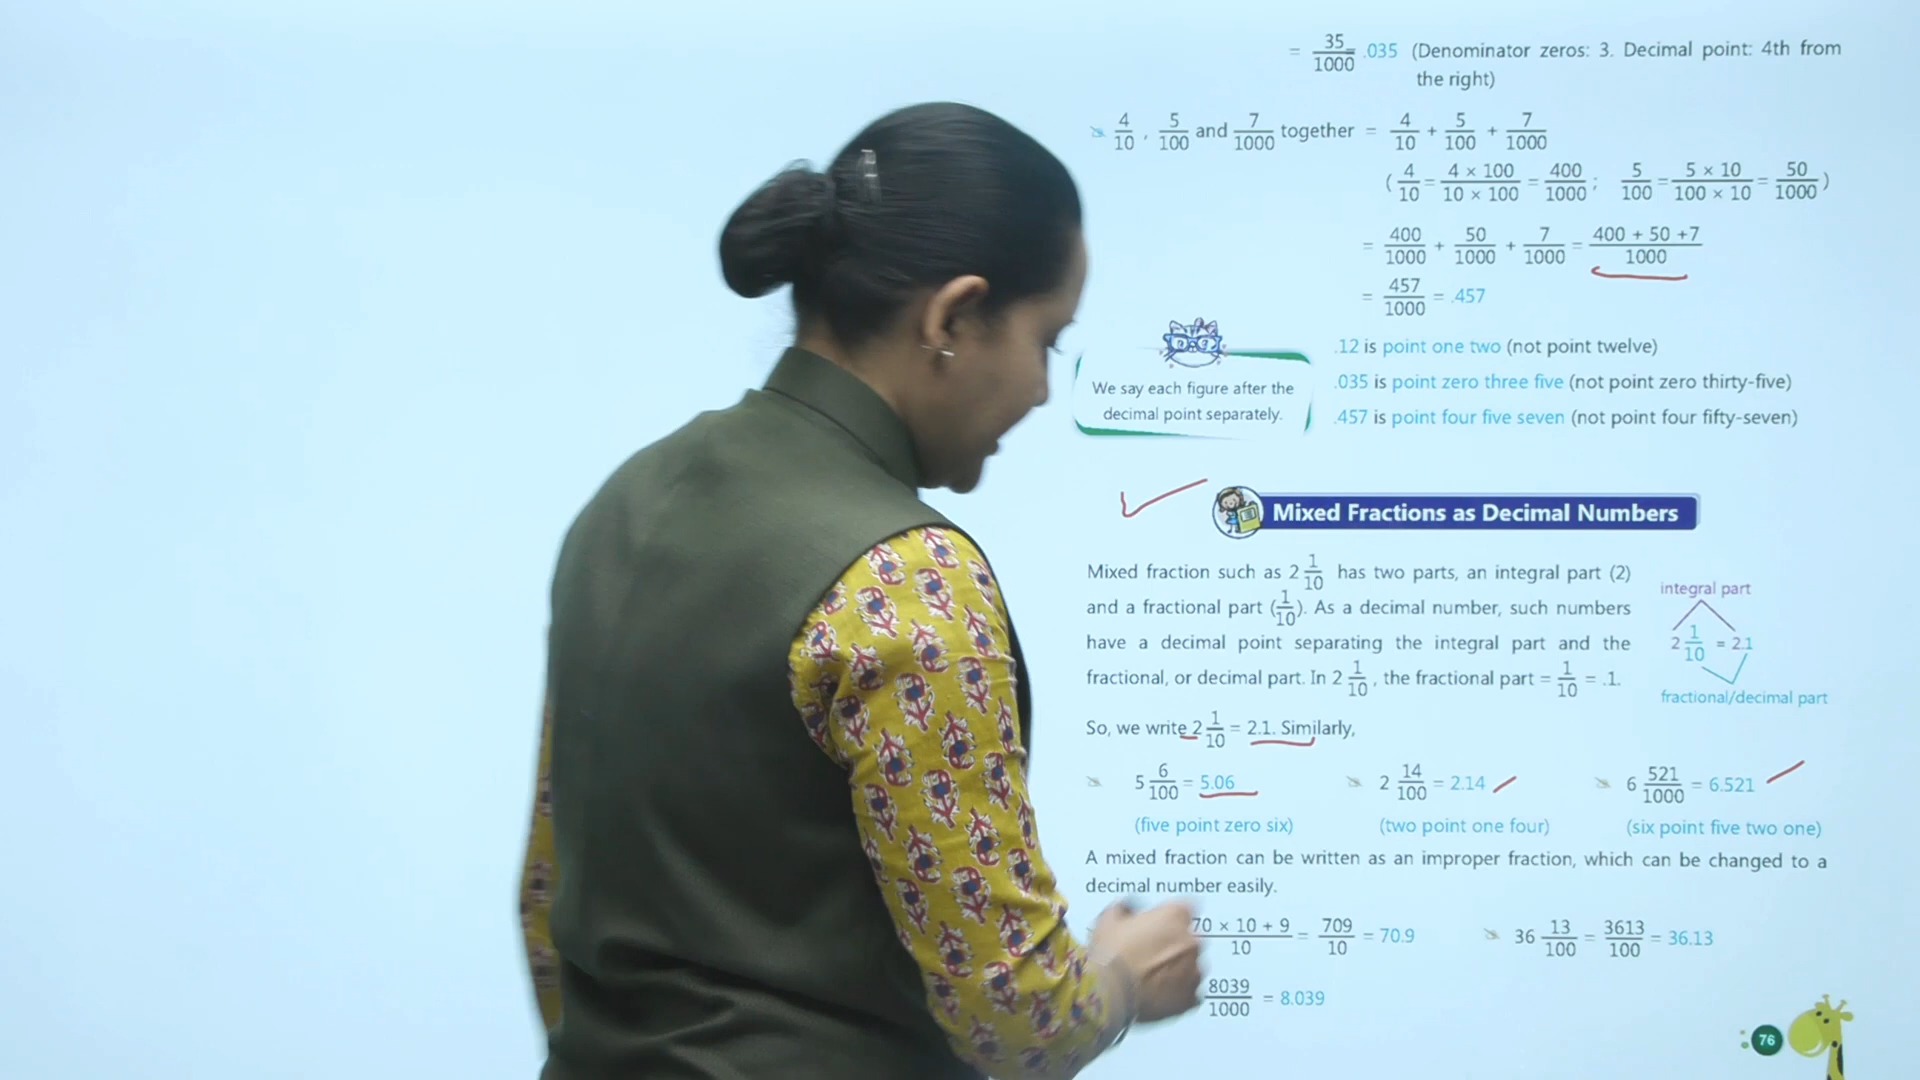 = 35/1000 = .035 (Denominator zeros: 3. Decimal point: 4th from
the right)
4/10 , 5/100 and 7/1000 together = 4/10 + 5/100 + 7/1000
( 4/10 = 4 × 100/10 × 100 = 400/1000 ; 5/100 = 5 × 10/100 × 10 = 50/1000 )
= 400/1000 + 50/1000 + 7/1000 = 400 + 50 +7/1000
= 457/1000 = .457
We say each figure after the
decimal point separately.
.12 is point one two (not point twelve)
.035 is point zero three five (not point zero thirty-five)
.457 is point four five seven (not point four fifty-seven)
Mixed Fractions as Decimal Numbers
Mixed fraction such as 2 1/10 has two parts, an integral part (2)
and a fractional part (1/10). As a decimal number, such numbers
have a decimal point separating the integral part and the
fractional, or decimal part. In 2 1/10 , the fractional part = 1/10 = .1.
integral part
2 1/10 = 2.1
fractional/decimal part
So, we write 2 1/10 = 2.1. Similarly,
5 6/100 = 5.06 2 14/100 = 2.14 6 521/1000 = 6.521
(five point zero six) (two point one four) (six point five two one)
A mixed fraction can be written as an improper fraction, which can be changed to a
decimal number easily.
70 × 10 + 9/10 = 709/10 = 70.9 36 13/100 = 3613/100 = 36.13
8039/1000 = 8.039
76